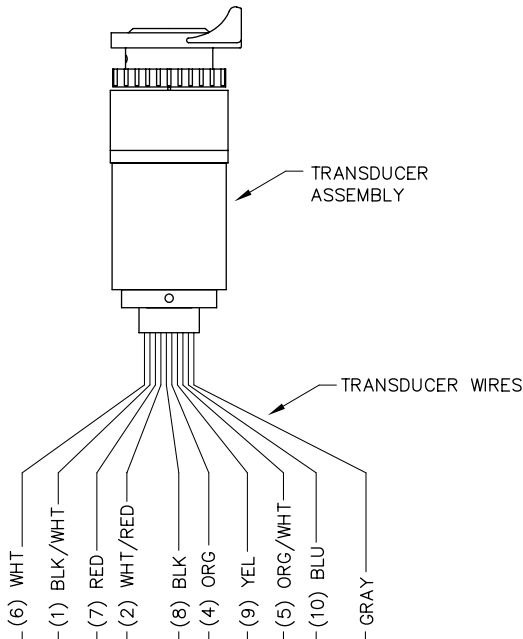 TRANSDUCER
ASSEMBLY
TRANSDUCER WIRES
(6) WHT
(1) BLK/WHT
(7) RED
(2) WHT/RED
(8) BLK
(4) ORG
(9) YEL
(5) ORG/WHT
(10) BLU
GRAY